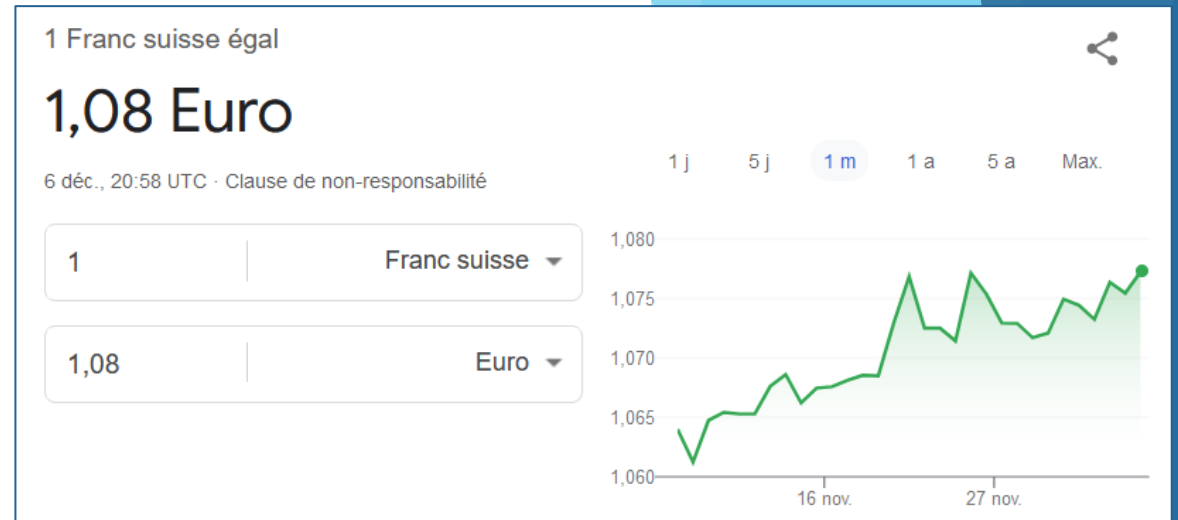 1 Franc suisse égal
1,08 Euro
6 déc., 20:58 UTC · Clause de non-responsabilité
1 Franc suisse
1,08 Euro
1 j 5 j 1 m 1 a 5 a Max.
1,080
1,075
1,070
1,065
1,060
16 nov. 27 nov.